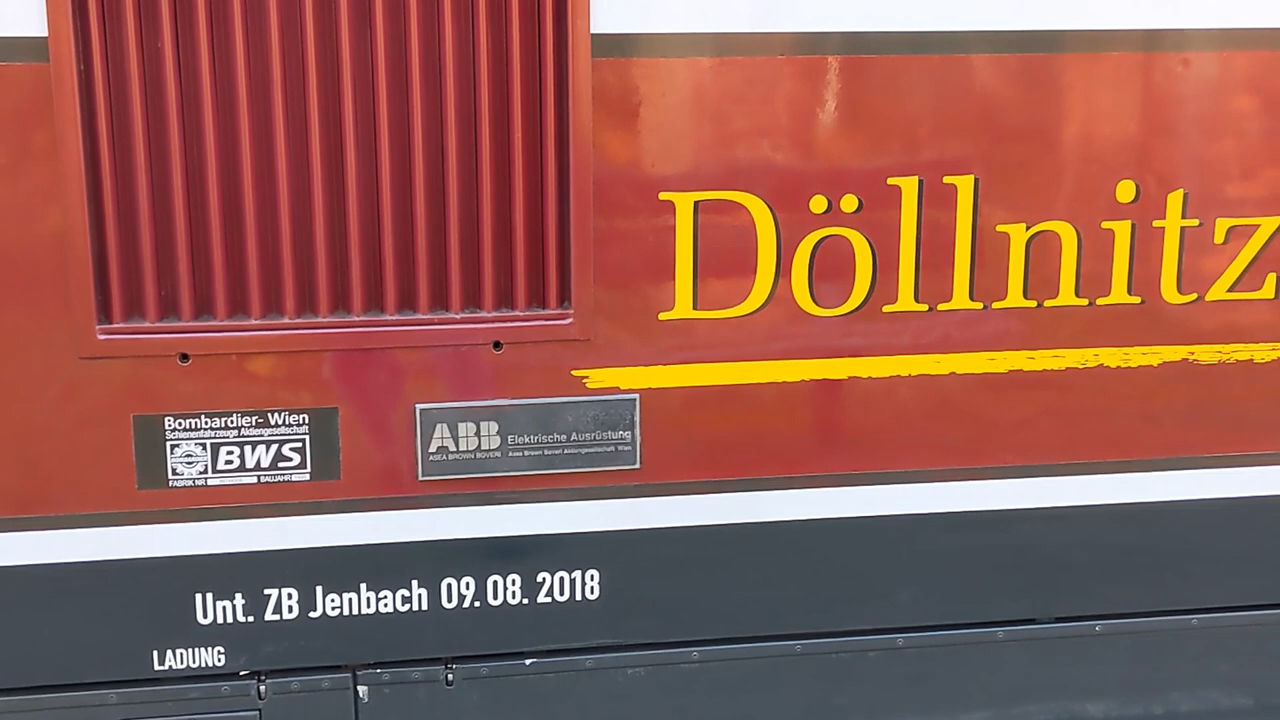 Döllnitz
Bombardier- Wien
Schienenfahrzeuge Aktiengesellschaft
BWS
FABRIK NR BAUJAHR
ABB Elektrische Ausrüstung
ASEA BROWN BOVERI Asea Brown Boveri Aktiengesellschaft Wien
Unt. ZB Jenbach 09.08.2018
LADUNG